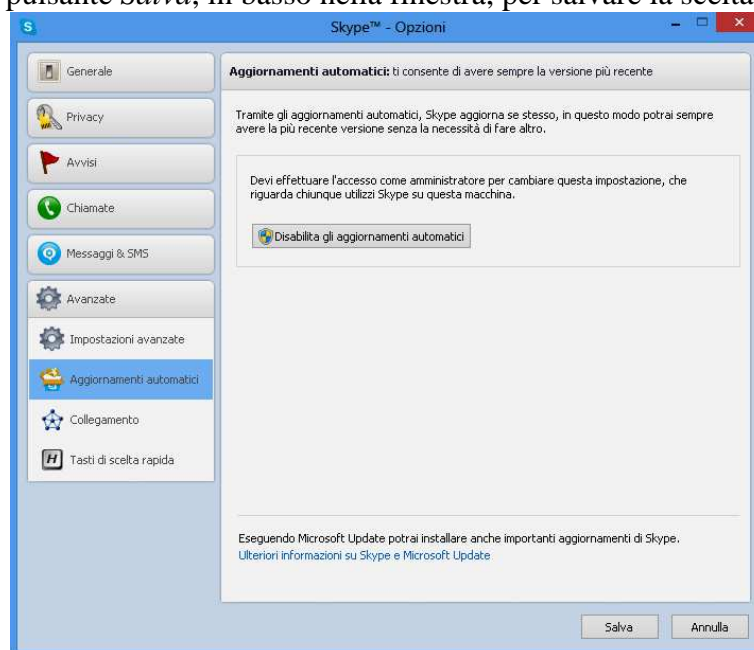 pulsante Salva, in basso nella finestra, per salvare la scelta
Skype™ - Opzioni
Generale
Privacy
Avvisi
Chiamate
Messaggi & SMS
Avanzate
Impostazioni avanzate
Aggiornamenti automatici
Collegamento
H Tasti di scelta rapida
Aggiornamenti automatici: ti consente di avere sempre la versione più recente
Tramite gli aggiornamenti automatici, Skype aggiorna se stesso, in questo modo potrai sempre
avere la più recente versione senza la necessità di fare altro.
Devi effettuare l'accesso come amministratore per cambiare questa impostazione, che
riguarda chiunque utilizzi Skype su questa macchina.
Disabilita gli aggiornamenti automatici
Eseguendo Microsoft Update potrai installare anche importanti aggiornamenti di Skype.
Ulteriori informazioni su Skype e Microsoft Update
Salva Annulla